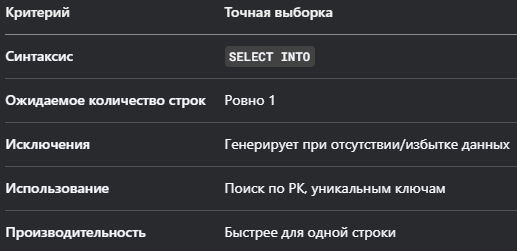 Критерий Точная выборка
Синтаксис SELECT INTO
Ожидаемое количество строк Ровно 1
Исключения Генерирует при отсутствии/избытке данных
Использование Поиск по PK, уникальным ключам
Производительность Быстрее для одной строки